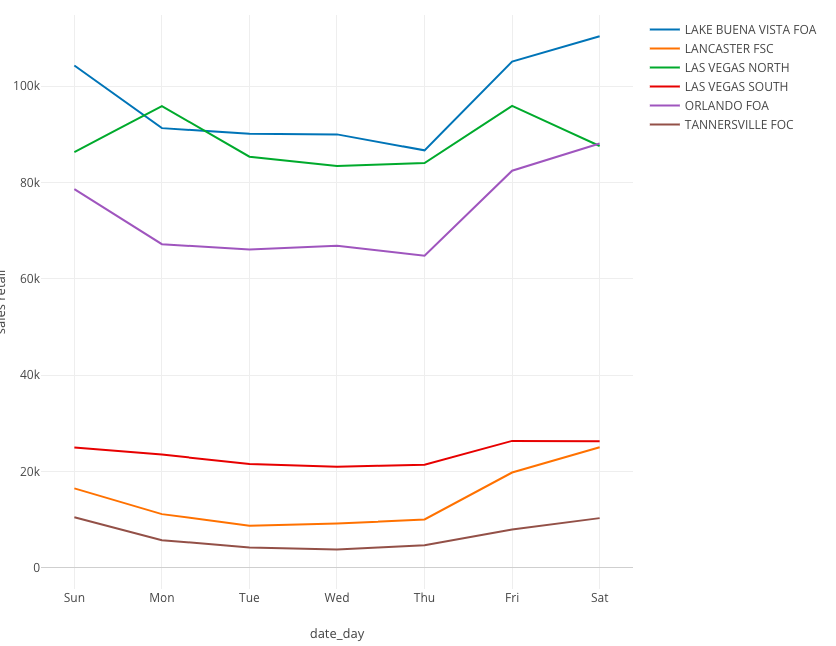 LAKE BUENA VISTA FOA
LANCASTER FSC
LAS VEGAS NORTH
LAS VEGAS SOUTH
ORLANDO FOA
TANNERSVILLE FOC
100k
80k
60k
40k
20k
0
sales retail
Sun Mon Tue Wed Thu Fri Sat
date_day